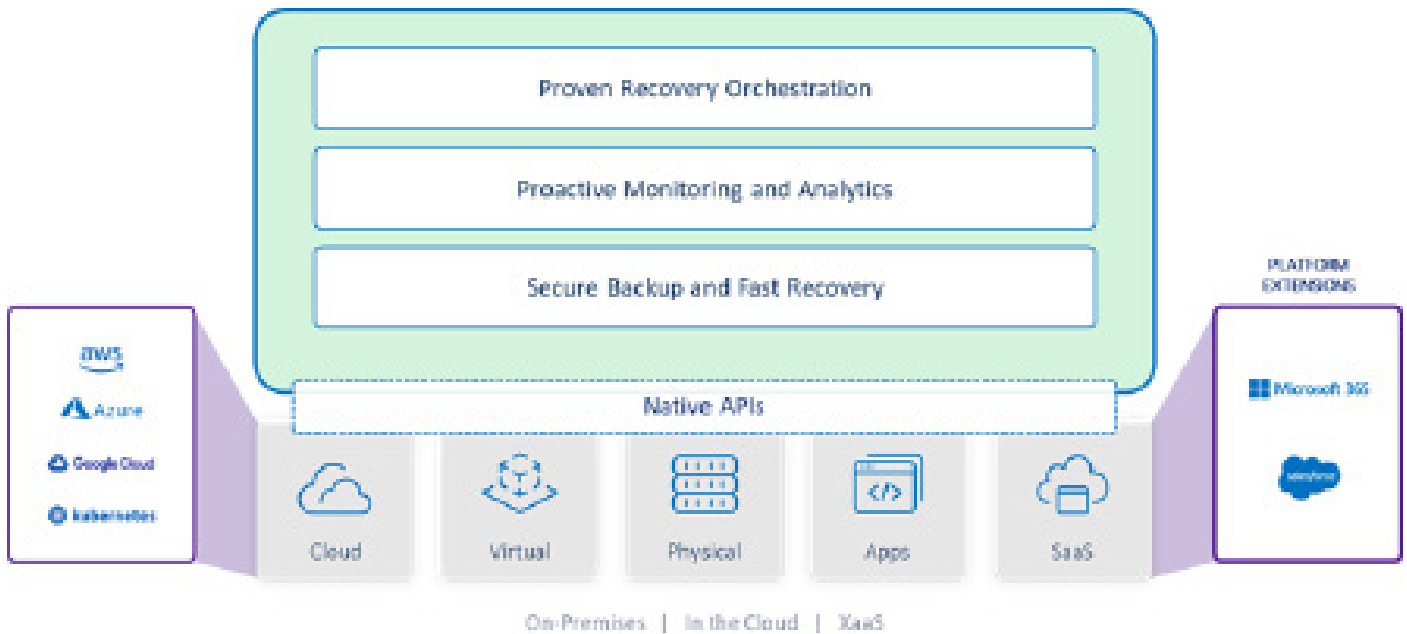 Proven Recovery Orchestration
Proactive Monitoring and Analytics
Secure Backup and Fast Recovery
Native APIs
aws
Azure
Google Cloud
kubernetes
Cloud
Virtual
Physical
Apps
SaaS
PLATFORM
EXTENSIONS
Microsoft 365
salesforce
On-Premises | In the Cloud | XaaS